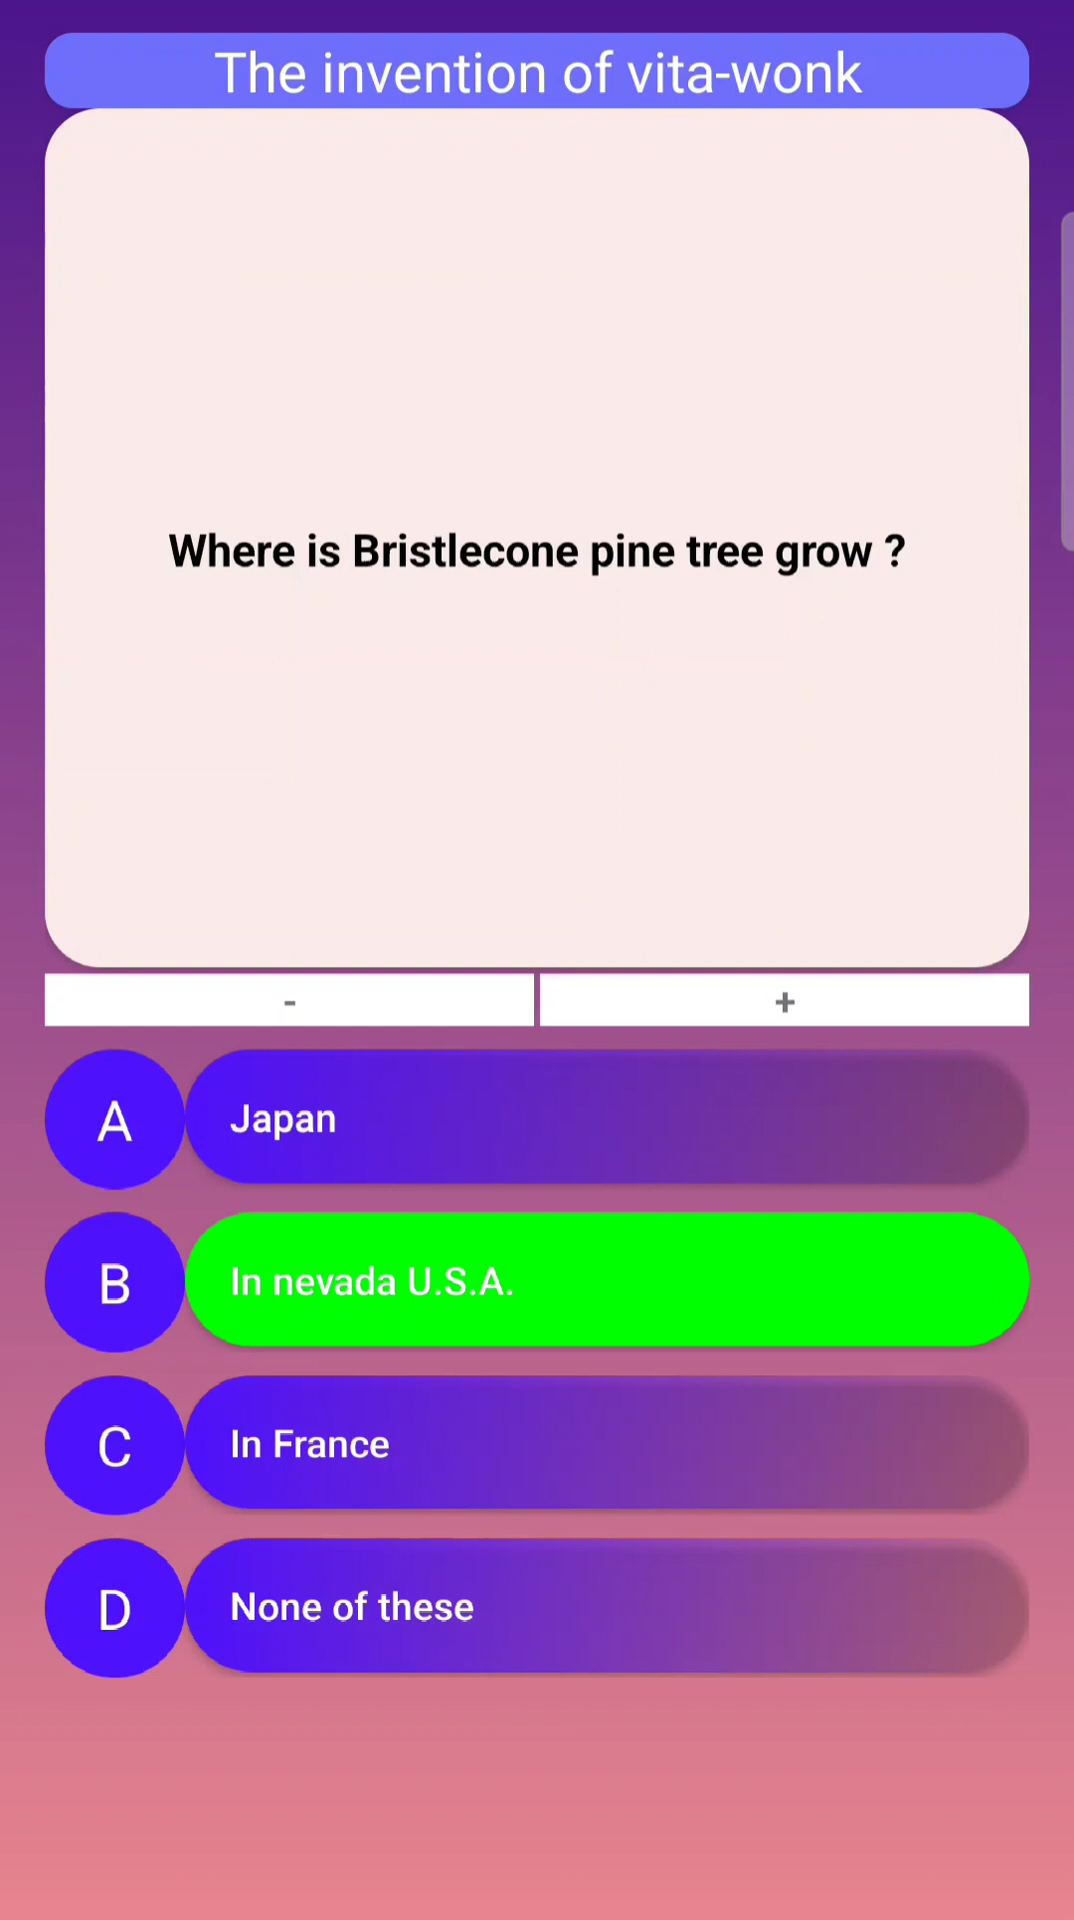 The invention of vita-wonk
Where is Bristlecone pine tree grow ?
-
+
A
Japan
B
In nevada U.S.A.
C
In France
D
None of these